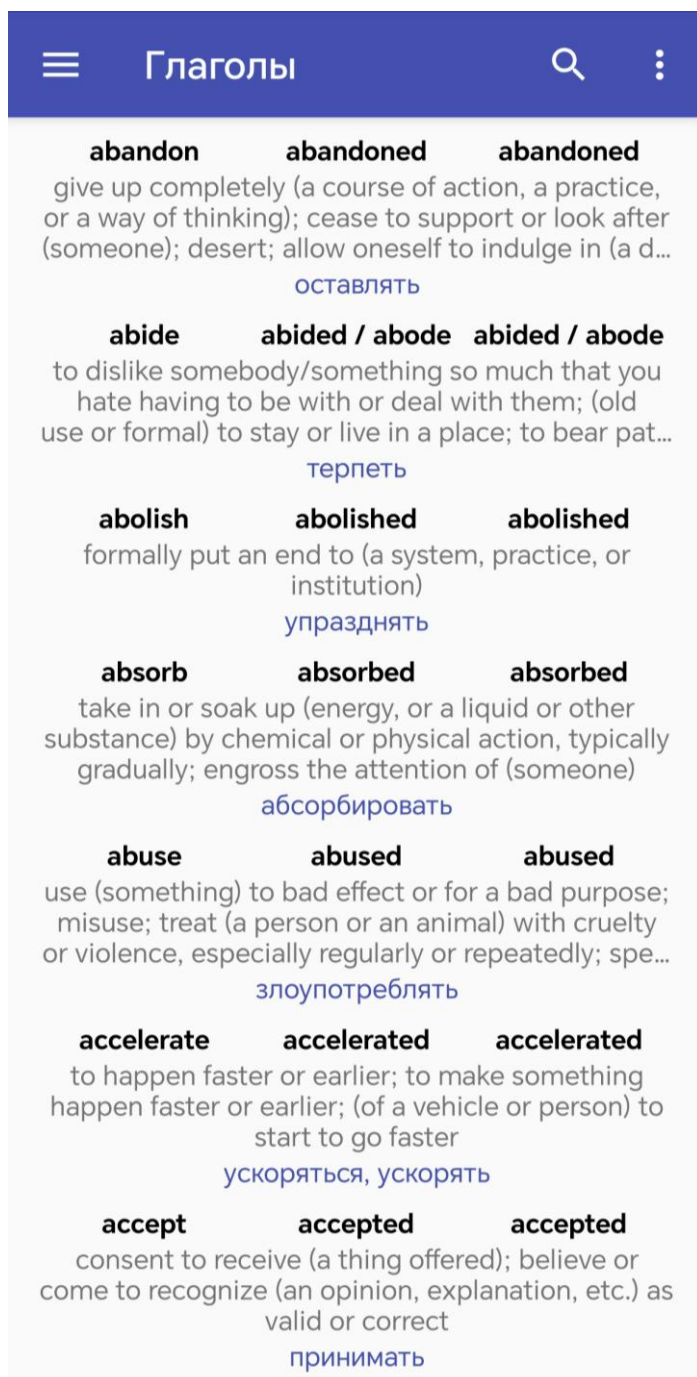 Глаголы
abandon abandoned abandoned
give up completely (a course of action, a practice,
or a way of thinking); cease to support or look after
(someone); desert; allow oneself to indulge in (a d...
оставлять
abide abided / abode abided / abode
to dislike somebody/something so much that you
hate having to be with or deal with them; (old
use or formal) to stay or live in a place; to bear pat...
терпеть
abolish abolished abolished
formally put an end to (a system, practice, or
institution)
упразднять
absorb absorbed absorbed
take in or soak up (energy, or a liquid or other
substance) by chemical or physical action, typically
gradually; engross the attention of (someone)
абсорбировать
abuse abused abused
use (something) to bad effect or for a bad purpose;
misuse; treat (a person or an animal) with cruelty
or violence, especially regularly or repeatedly; spe...
злоупотреблять
accelerate accelerated accelerated
to happen faster or earlier; to make something
happen faster or earlier; (of a vehicle or person) to
start to go faster
ускоряться, ускорять
accept accepted accepted
consent to receive (a thing offered); believe or
come to recognize (an opinion, explanation, etc.) as
valid or correct
принимать